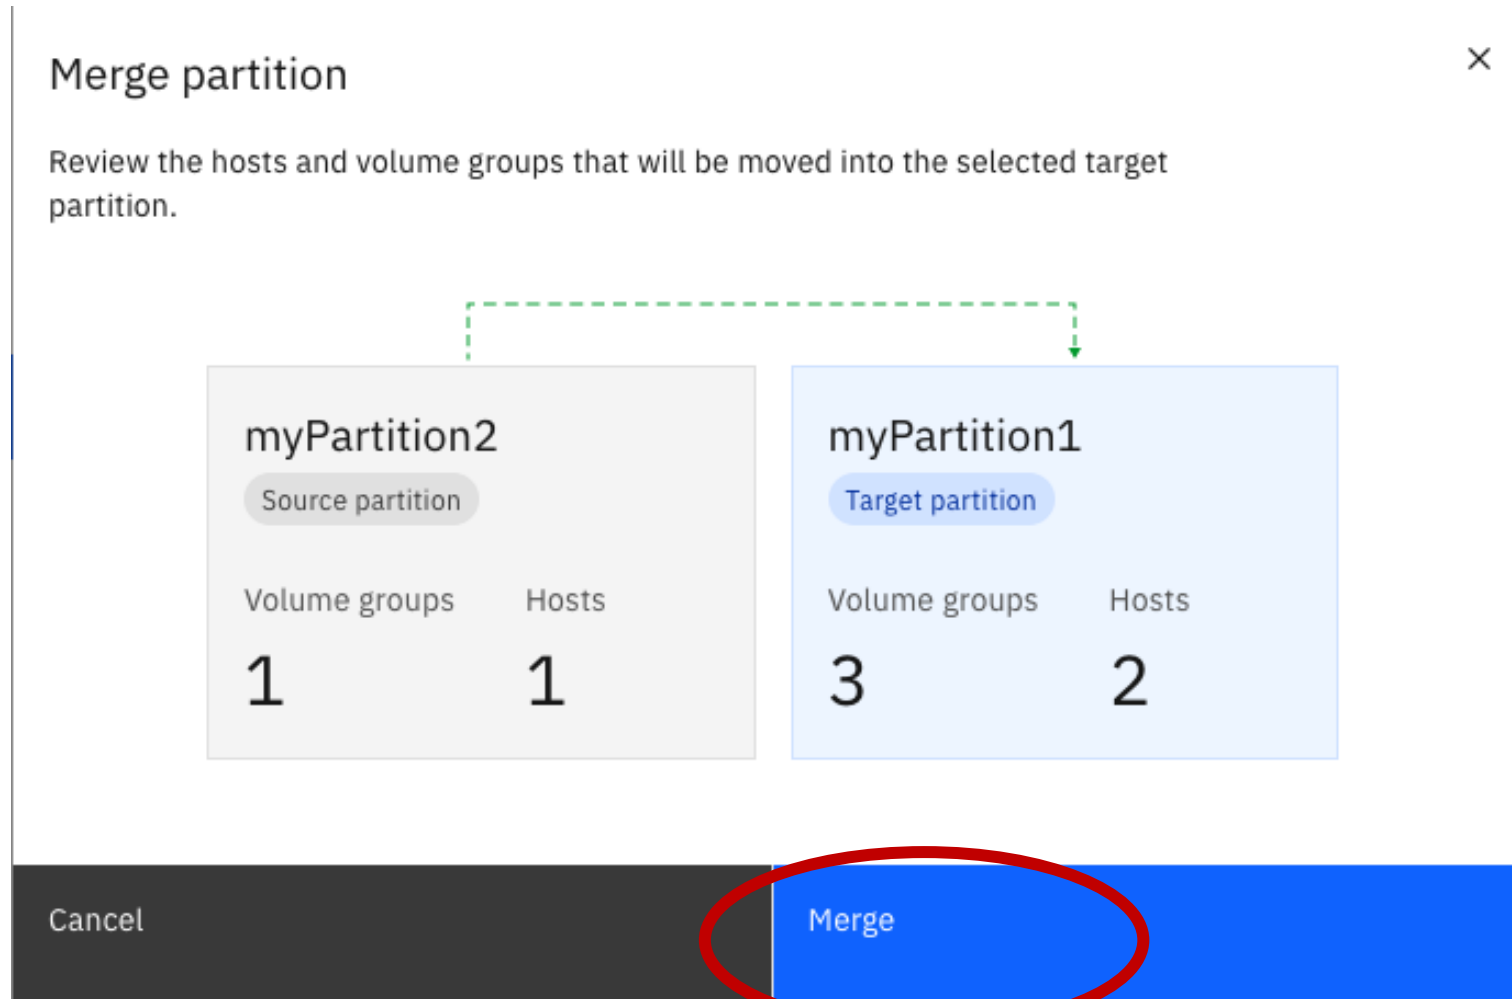 Merge partition
Review the hosts and volume groups that will be moved into the selected target
partition.
myPartition2
Source partition
Volume groups Hosts
1 1
myPartition1
Target partition
Volume groups Hosts
3 2
Cancel
Merge